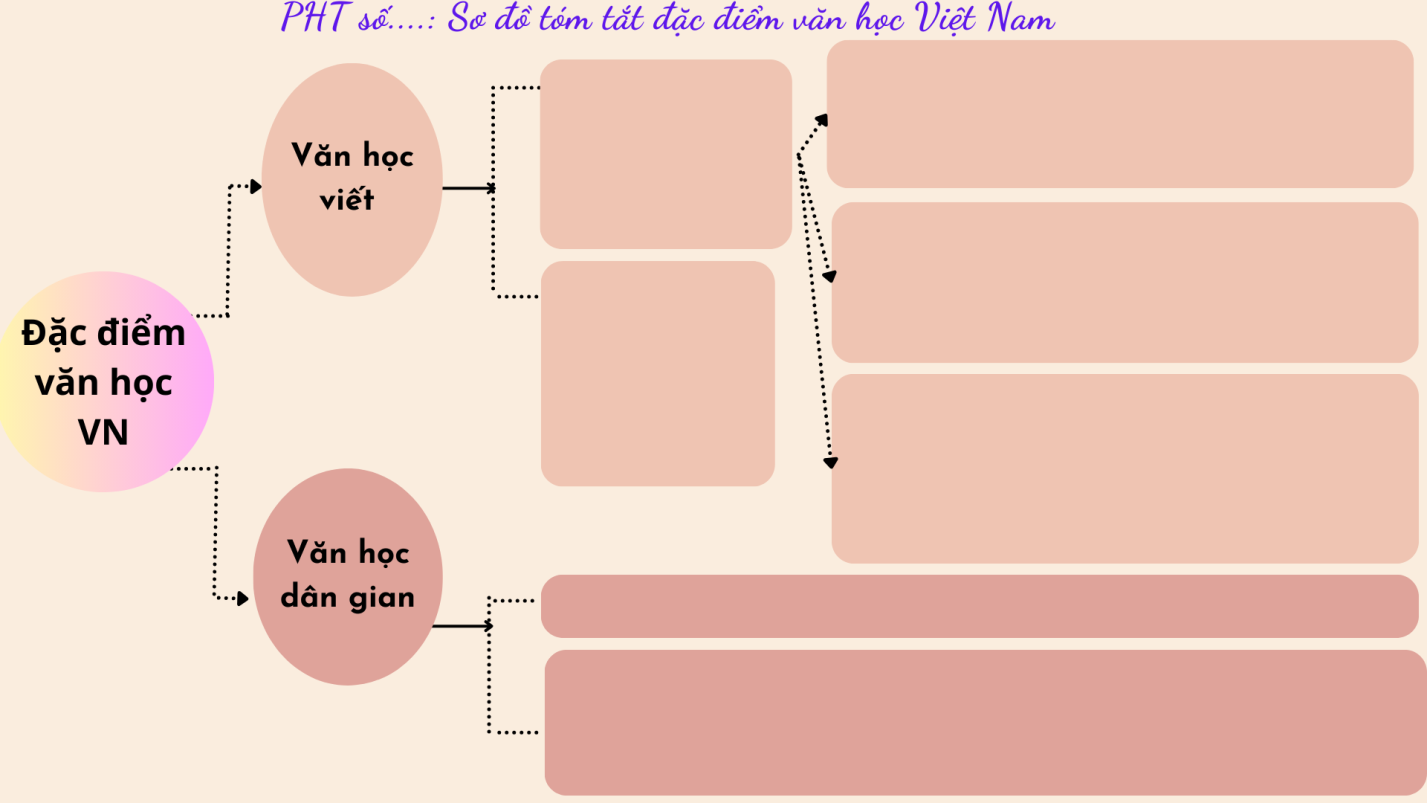 PHT số....: Sơ đồ tóm tắt đặc điểm văn học Việt Nam
Văn học
viết
Đặc điểm
văn học
VN
Văn học
dân gian